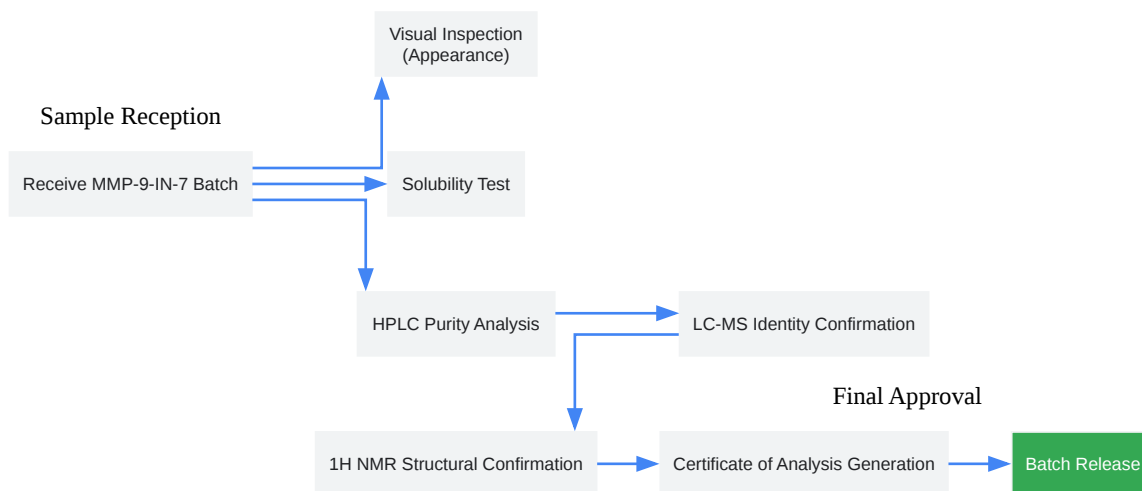 Visual Inspection
(Appearance)
Sample Reception
Receive MMP-9-IN-7 Batch
Solubility Test
HPLC Purity Analysis
LC-MS Identity Confirmation
Final Approval
1H NMR Structural Confirmation
Certificate of Analysis Generation
Batch Release